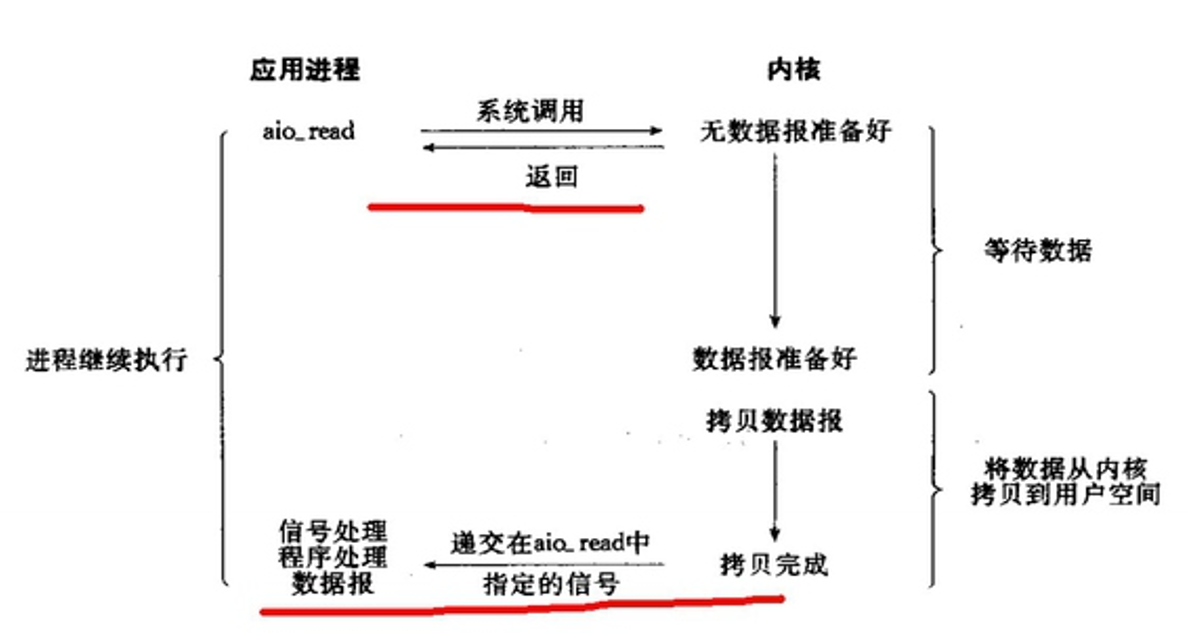 应用进程
内核
aio_read
系统调用
无数据报准备好
返回
等待数据
进程继续执行
数据报准备好
拷贝数据报
将数据从内核
拷贝到用户空间
信号处理
程序处理
数据报
递交在aio_read中
指定的信号
拷贝完成